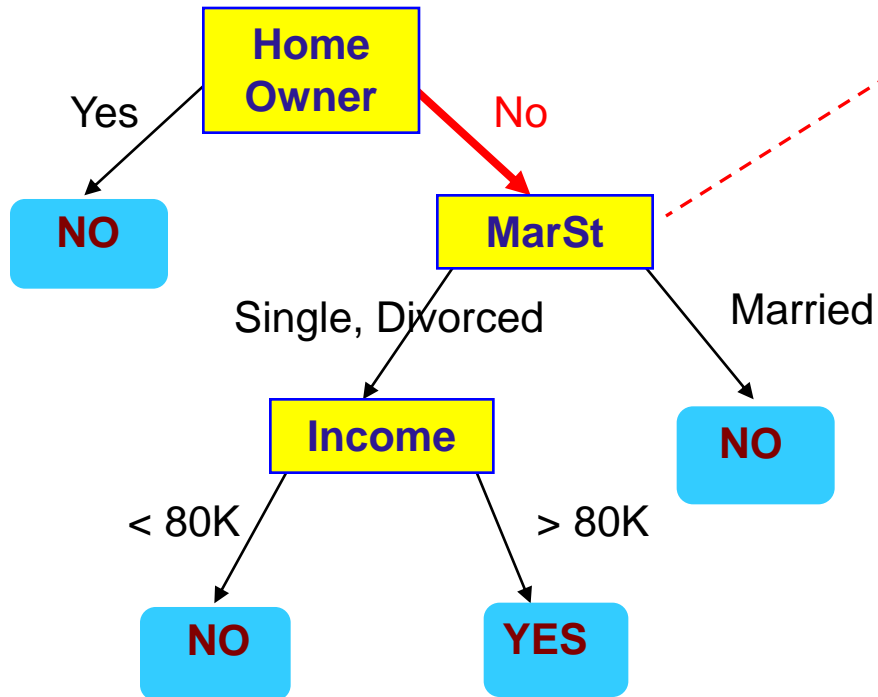 Home
Owner
Yes
No
NO
MarSt
Single, Divorced
Married
Income
NO
< 80K
> 80K
NO
YES